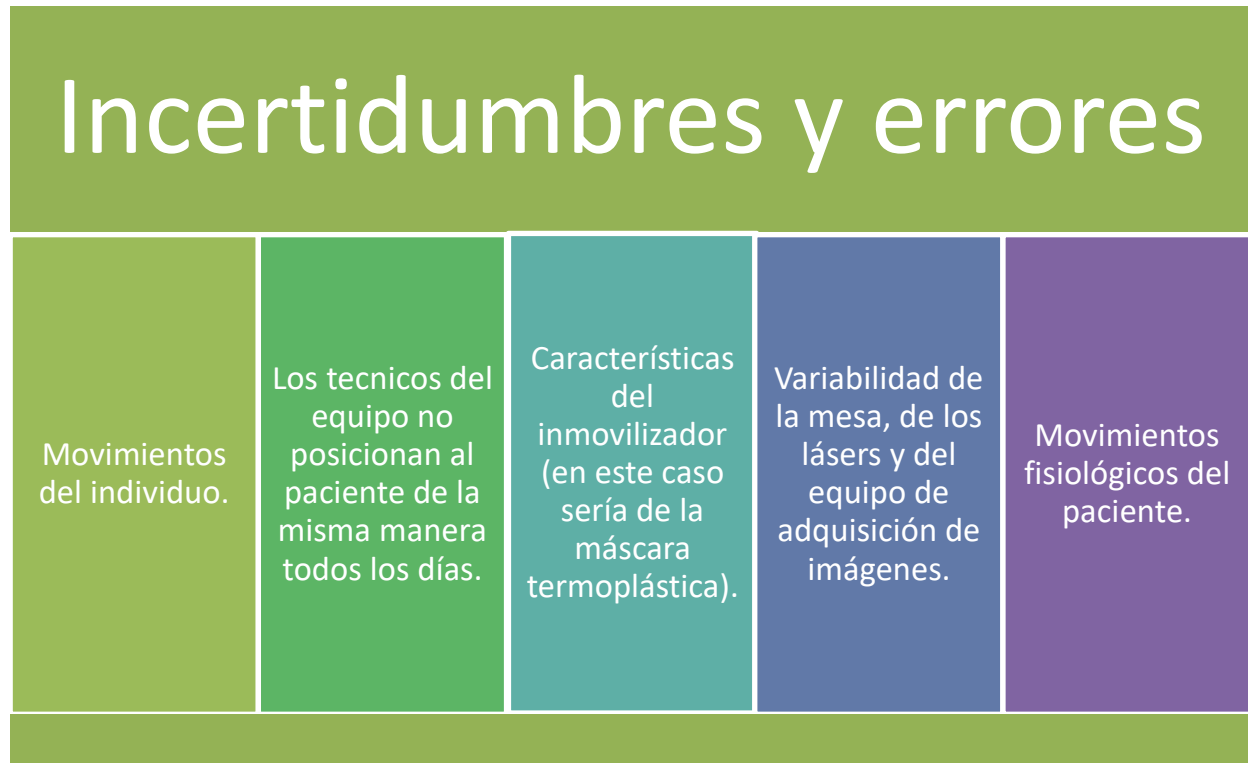 Incertidumbres y errores
Movimientos
del individuo.
Los tecnicos del
equipo no
posicionan al
paciente de la
misma manera
todos los días.
Característícas
del
inmovilizador
(en este caso
sería de la
máscara
termoplástica).
Variabilidad de
la mesa, de los
lásers y del
equipo de
adquisición de
imágenes.
Movimientos
fisiológicos del
paciente.